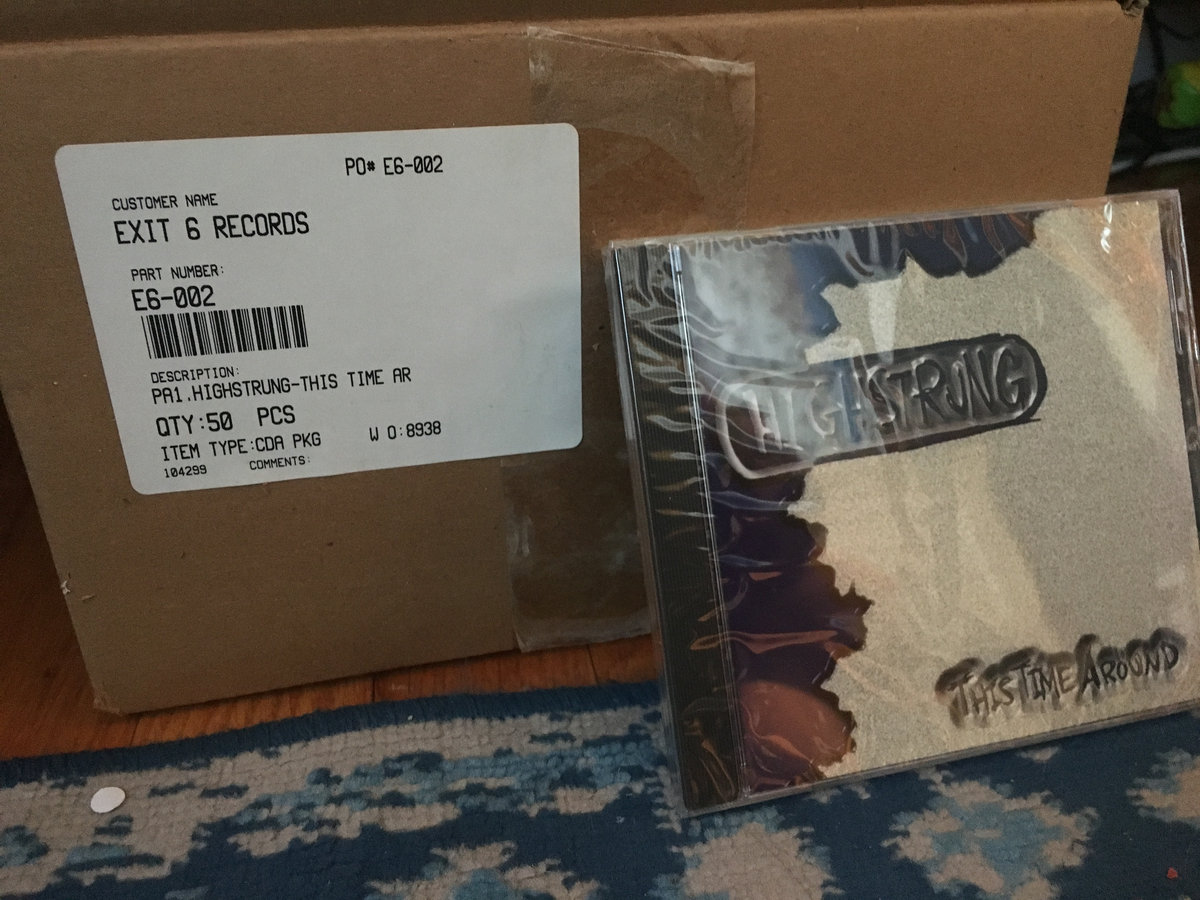 PO# E6-002
CUSTOMER NAME
EXIT 6 RECORDS
PART NUMBER:
E6-002
DESCRIPTION:
PA1.HIGHSTRUNG-THIS TIME AR
QTY:50 PCS
ITEM TYPE:CDA PKG W O:8938
104299 COMMENTS:
HIGHSTRUNG
THIS TIME AROUND